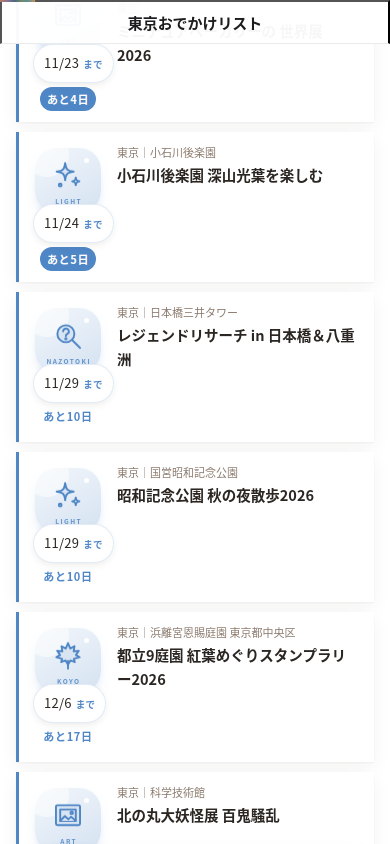 東京おでかけリスト
2026
11/23 まで
あと4日
東京｜小石川後楽園
小石川後楽園 深山光葉を楽しむ
LIGHT
11/24 まで
あと5日
東京｜日本橋三井タワー
レジェンドリサーチ in 日本橋＆八重
洲
NAZOTOKI
11/29 まで
あと10日
東京｜国営昭和記念公園
昭和記念公園 秋の夜散歩2026
LIGHT
11/29 まで
あと10日
東京｜浜離宮恩賜庭園 東京都中央区
都立9庭園 紅葉めぐりスタンプラリ
ー2026
KOYO
12/6 まで
あと17日
東京｜科学技術館
北の丸大妖怪展 百鬼騒乱
ART